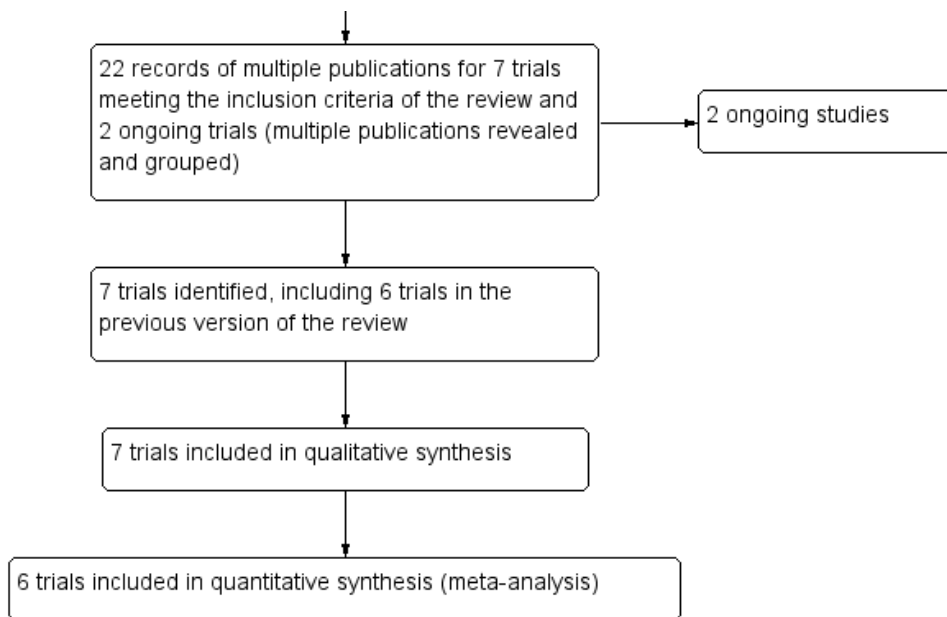 22 records of multiple publications for 7 trials
meeting the inclusion criteria of the review and
2 ongoing trials (multiple publications revealed
and grouped)
2 ongoing studies
7 trials identified, including 6 trials in the
previous version of the review
7 trials included in qualitative synthesis
6 trials included in quantitative synthesis (meta-analysis)